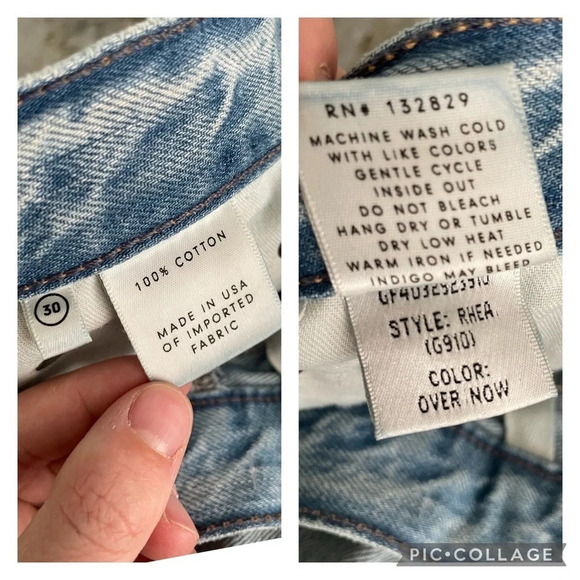 30
100% COTTON
MADE IN USA
OF IMPORTED
FABRIC
RN# 132829
MACHINE WASH COLD
WITH LIKE COLORS
GENTLE CYCLE
INSIDE OUT
DO NOT BLEACH
HANG DRY OR TUMBLE
DRY LOW HEAT
WARM IRON IF NEEDED
INDIGO MAY BLEED
STYLE: RHEA
(G910)
COLOR:
OVER NOW
PIC•COLLAGE